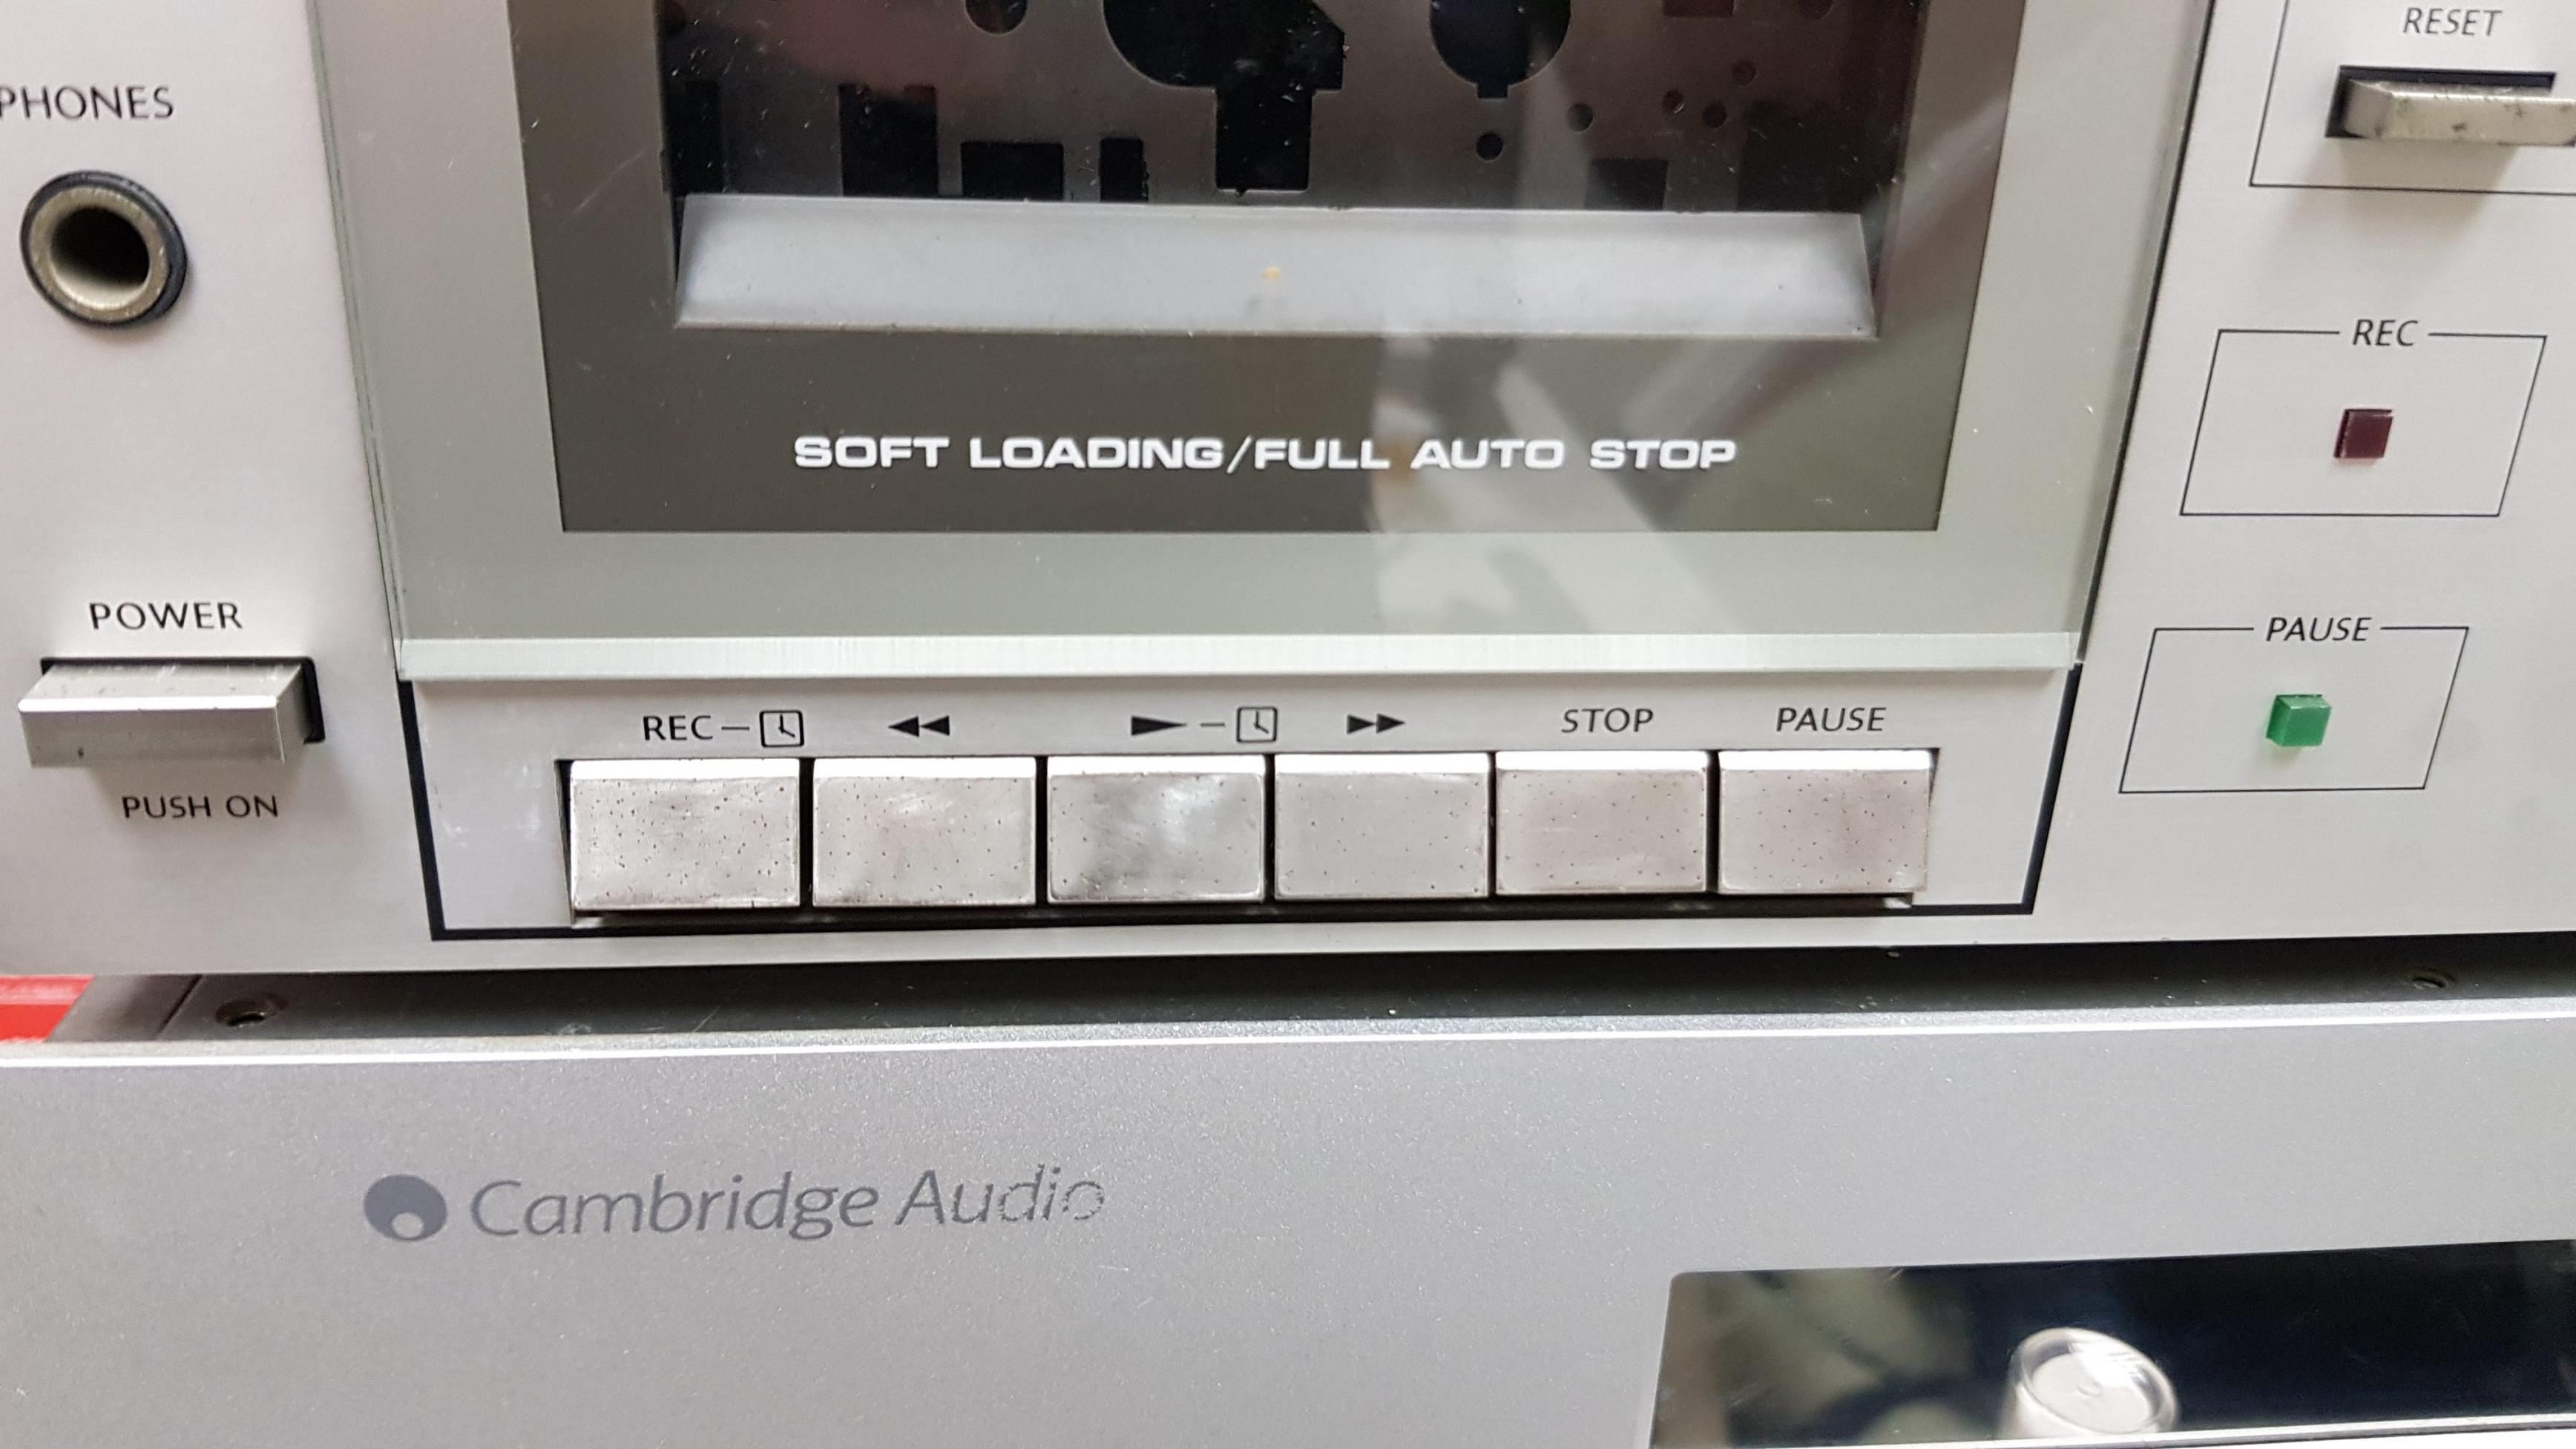 RESET
PHONES
REC
SOFT LOADING/FULL AUTO STOP
POWER
PAUSE
REC STOP PAUSE
PUSH ON
Cambridge Audio